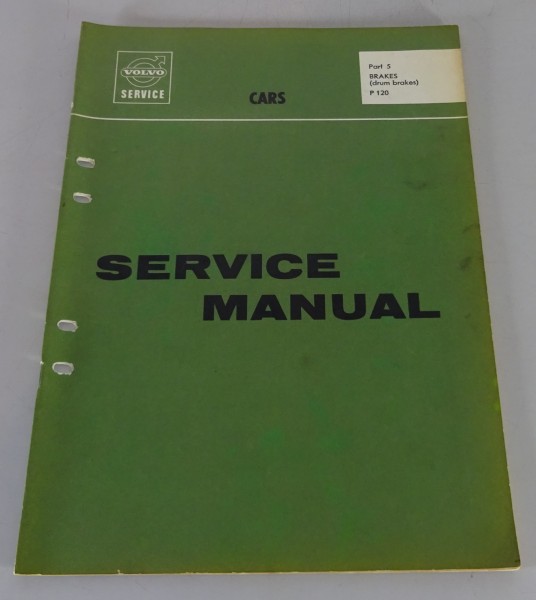 VOLVO
SERVICE
CARS
Part 5
BRAKES
(drum brakes)
P 120
SERVICE
MANUAL